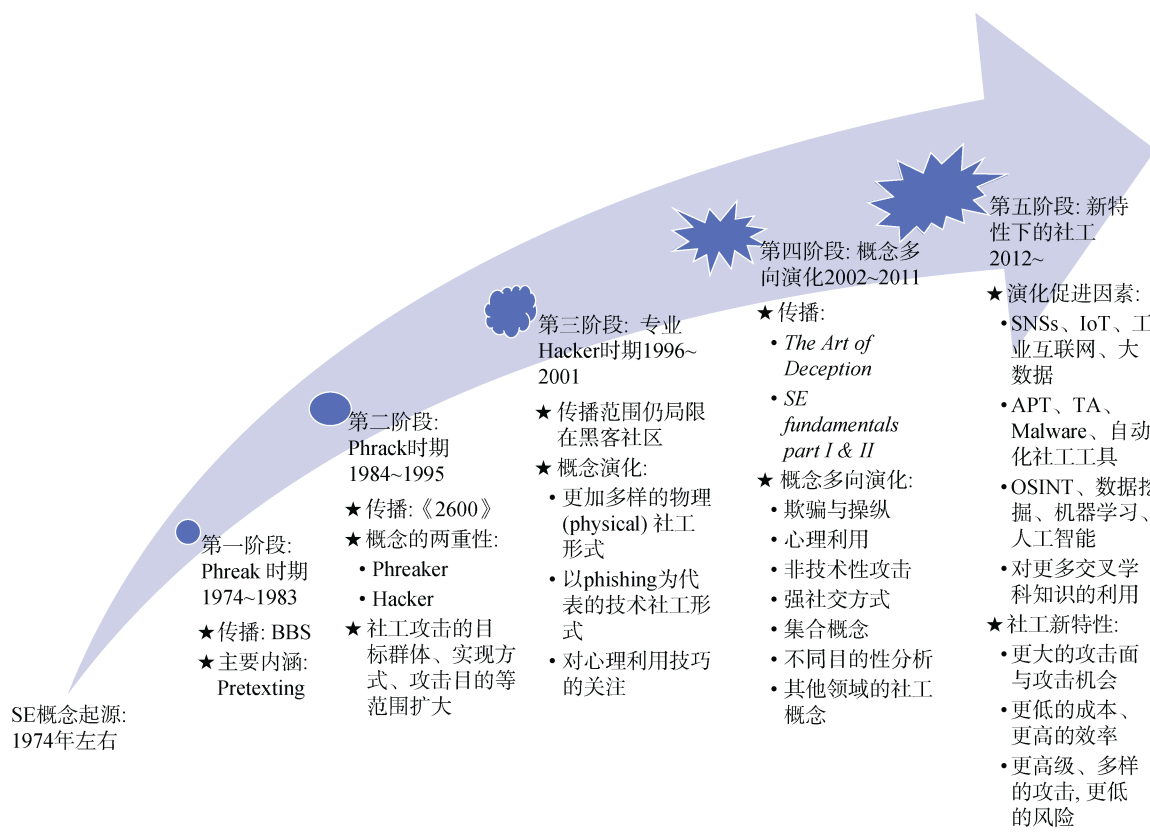 SE概念起源:
1974年左右
第一阶段:
Phreak 时期
1974~1983
★传播: BBS
★主要内涵:
Pretexting
第二阶段:
Phrack时期
1984~1995
★传播:《2600》
★概念的两重性:
• Phreaker
• Hacker
★社工攻击的目
标群体、实现方
式、攻击目的等
范围扩大
第三阶段: 专业
Hacker时期1996~
2001
★传播范围仍局限
在黑客社区
★概念演化:
• 更加多样的物理
(physical) 社工
形式
• 以phishing为代
表的技术社工形
式
• 对心理利用技巧
的关注
第四阶段: 概念多
向演化2002~2011
★传播:
• The Art of
Deception
• SE
fundamentals
part I & II
★概念多向演化:
• 欺骗与操纵
• 心理利用
• 非技术性攻击
• 强社交方式
• 集合概念
• 不同目的性分析
• 其他领域的社工
概念
第五阶段: 新特
性下的社工
2012~
★演化促进因素:
• SNSs、IoT、工
业互联网、大
数据
• APT、TA、
Malware、自动
化社工工具
• OSINT、数据挖
掘、机器学习、
人工智能
• 对更多交叉学
科知识的利用
★社工新特性:
• 更大的攻击面
与攻击机会
• 更低的成本、
更高的效率
• 更高级、多样
的攻击, 更低
的风险